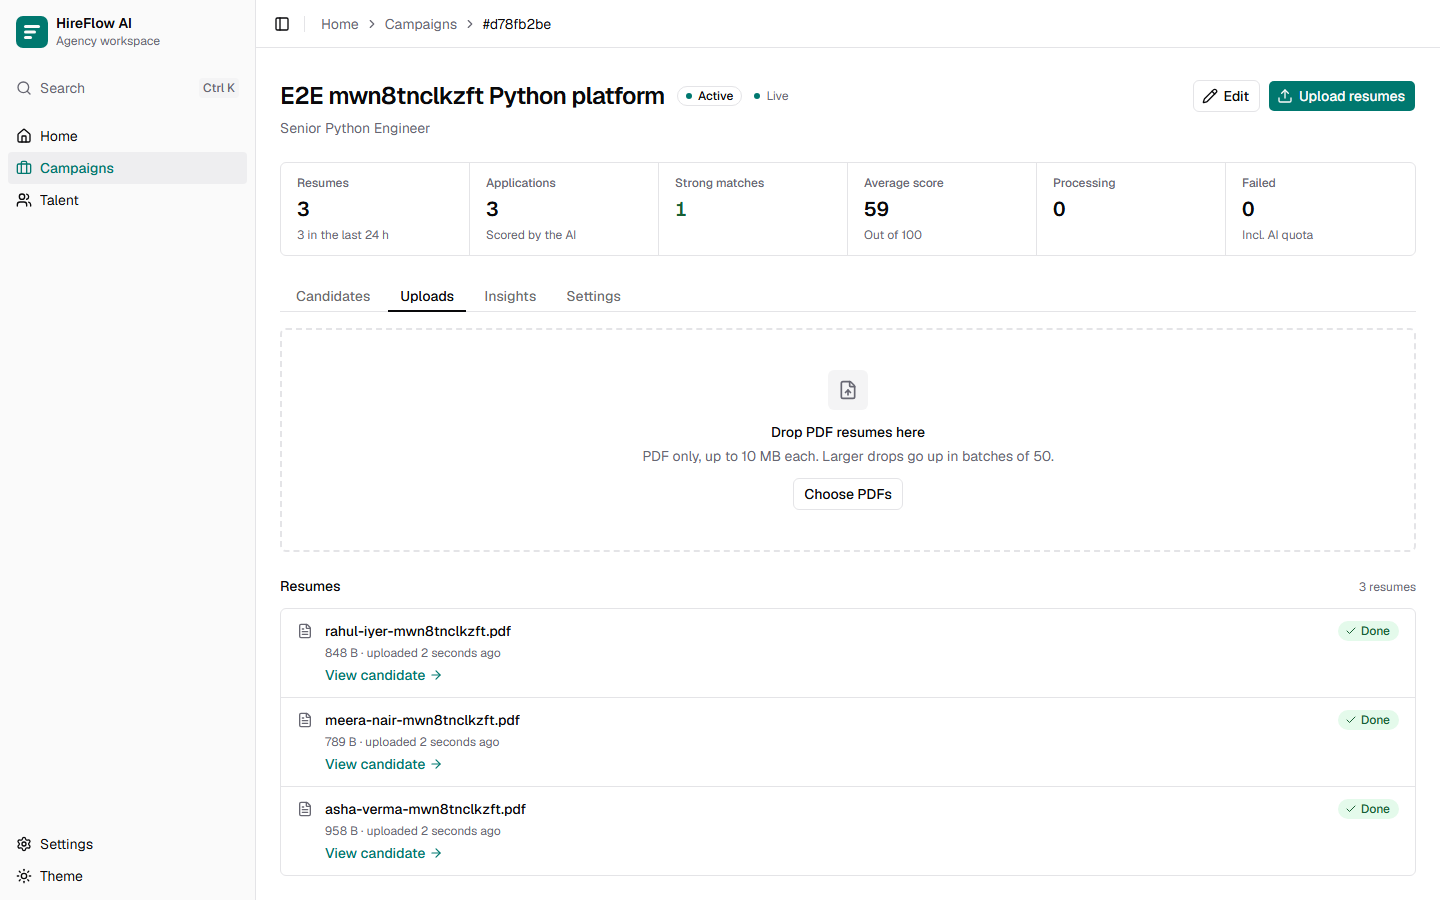 HireFlow AI
Agency workspace
Search Ctrl K
Home
Campaigns
Talent
Settings
Theme
Home > Campaigns > #d78fb2be
E2E mwn8tnclkzft Python platform Active Live
Senior Python Engineer
Edit Upload resumes
Resumes
3
3 in the last 24 h
Applications
3
Scored by the AI
Strong matches
1
Average score
59
Out of 100
Processing
0
Failed
0
Incl. AI quota
Candidates Uploads Insights Settings
Drop PDF resumes here
PDF only, up to 10 MB each. Larger drops go up in batches of 50.
Choose PDFs
Resumes 3 resumes
rahul-iyer-mwn8tnclkzft.pdf Done
848 B · uploaded 2 seconds ago
View candidate →
meera-nair-mwn8tnclkzft.pdf Done
789 B · uploaded 2 seconds ago
View candidate →
asha-verma-mwn8tnclkzft.pdf Done
958 B · uploaded 2 seconds ago
View candidate →